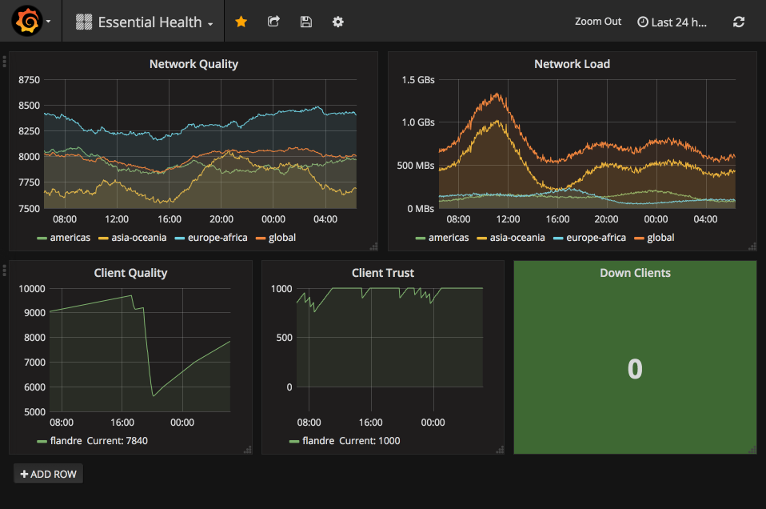 Essential Health
Zoom Out
Last 24 h...
Network Quality
8750
8500
8250
8000
7750
7500
08:00 12:00 16:00 20:00 00:00 04:00
americas asia-oceania europe-africa global
Network Load
1.5 GBs
1.0 GBs
500 MBs
0 MBs
08:00 12:00 16:00 20:00 00:00 04:00
americas asia-oceania europe-africa global
Client Quality
10000
9000
8000
7000
6000
5000
08:00 16:00 00:00
flandre Current: 7840
Client Trust
1000
500
0
08:00 16:00 00:00
flandre Current: 1000
Down Clients
0
+ ADD ROW